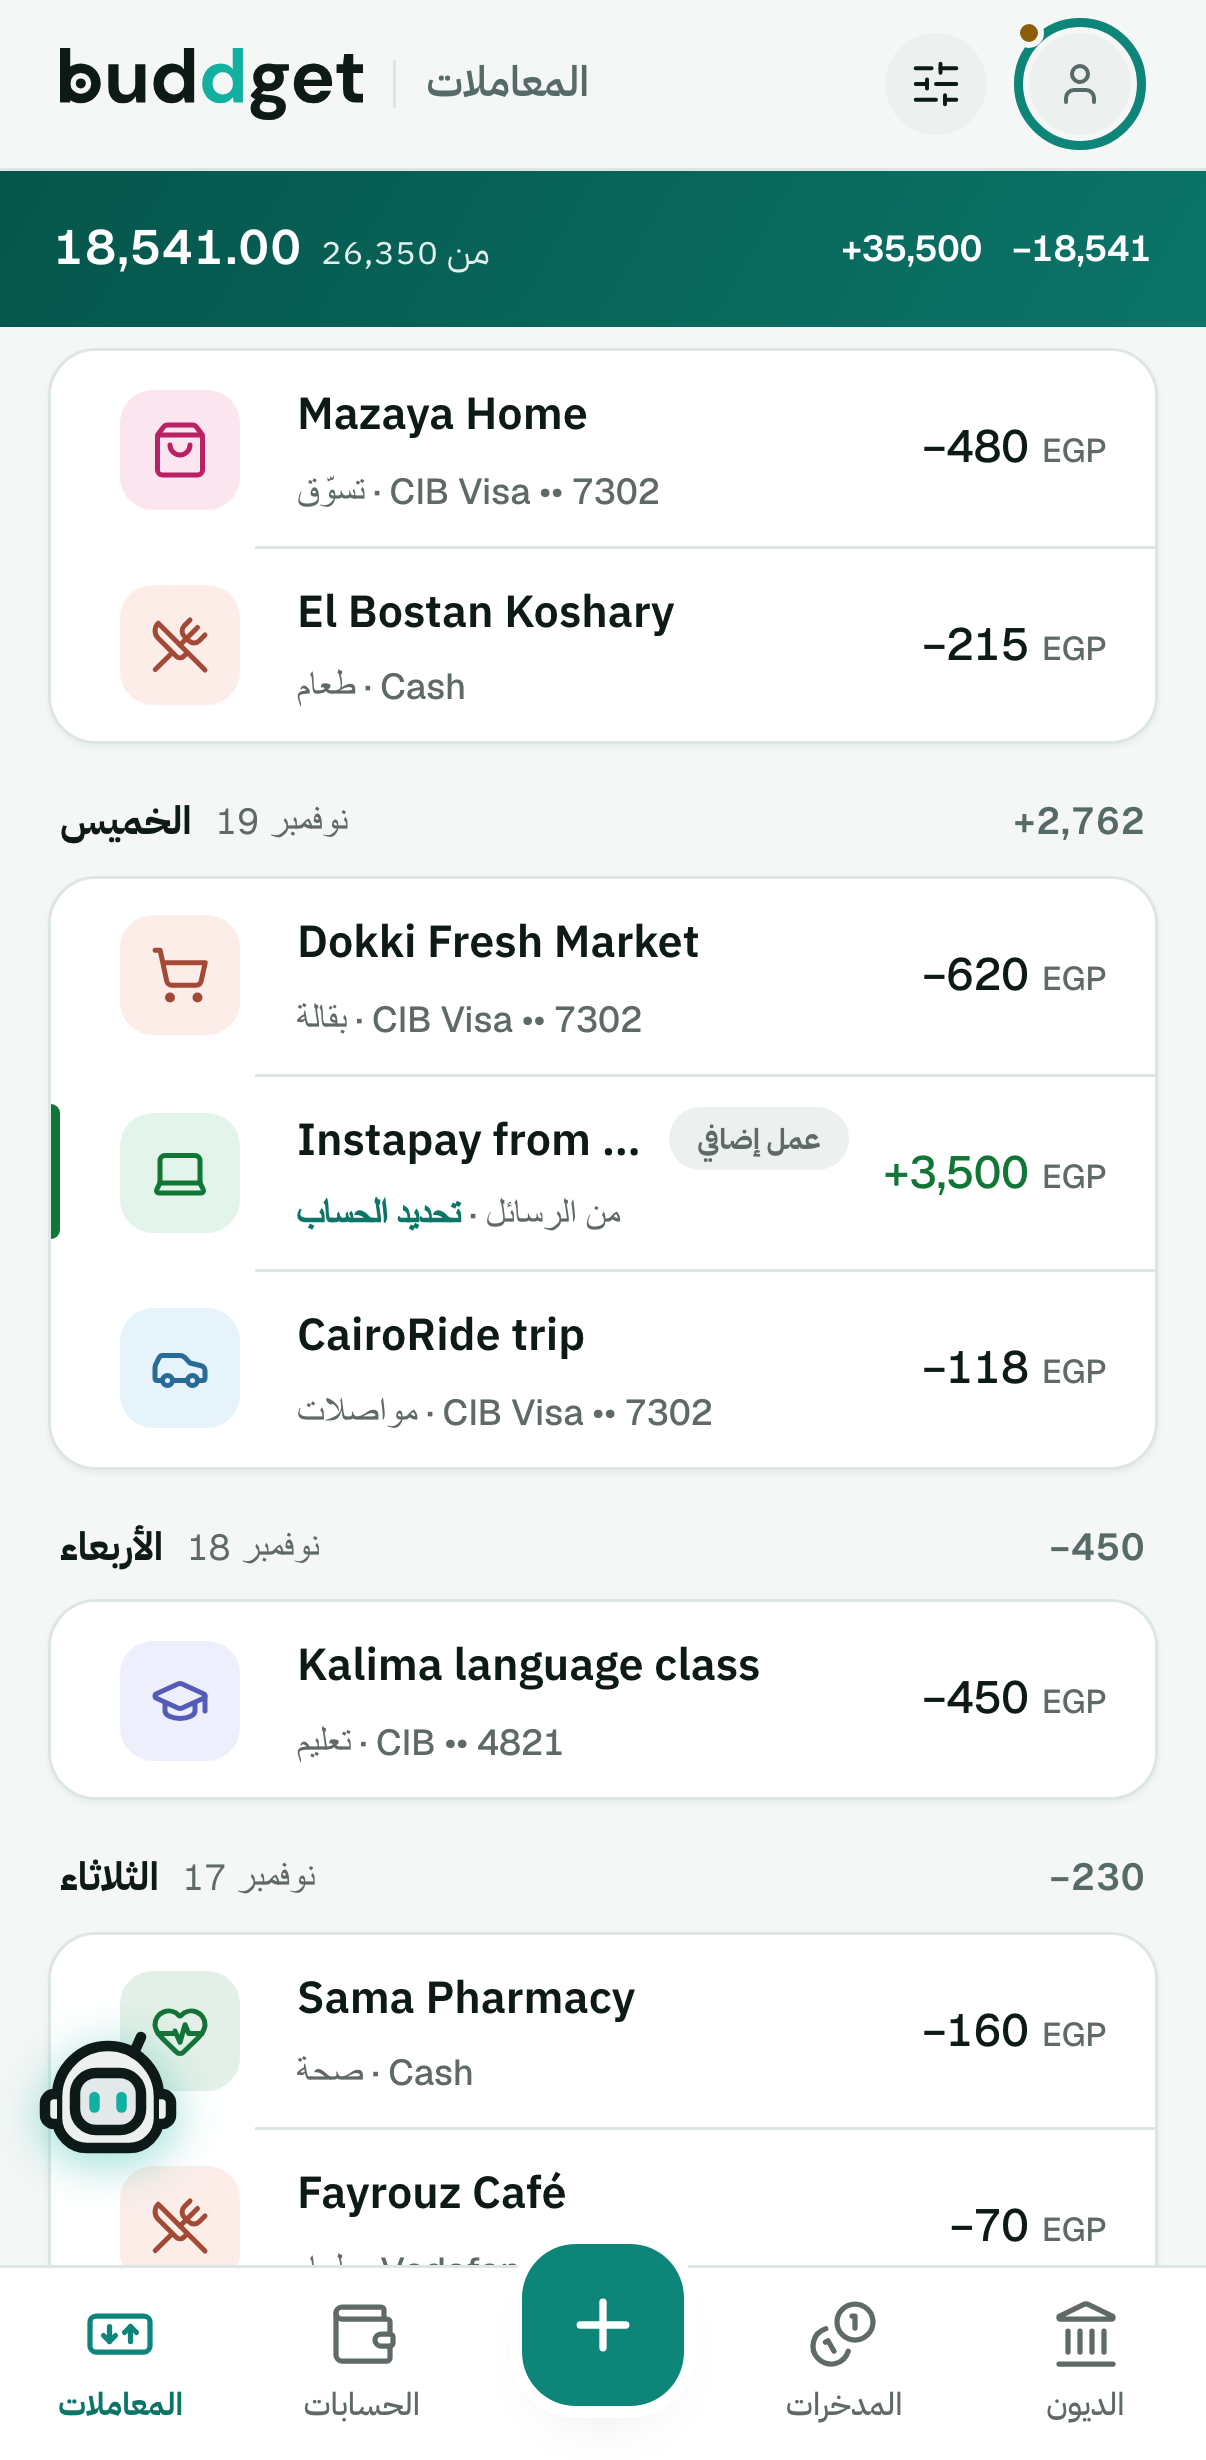 buddget | المعاملات
18,541.00 من 26,350 +35,500 −18,541
Mazaya Home
−480 EGP
تسوّق · CIB Visa •• 7302
El Bostan Koshary
−215 EGP
طعام · Cash
الخميس 19 نوفمبر +2,762
Dokki Fresh Market
−620 EGP
بقالة · CIB Visa •• 7302
Instapay from ... عمل إضافي
+3,500 EGP
تحديد الحساب · من الرسائل
CairoRide trip
−118 EGP
مواصلات · CIB Visa •• 7302
الأربعاء 18 نوفمبر −450
Kalima language class
−450 EGP
تعليم · CIB •• 4821
الثلاثاء 17 نوفمبر −230
Sama Pharmacy
−160 EGP
صحة · Cash
Fayrouz Café
−70 EGP
المعاملات الحسابات المدخرات الديون